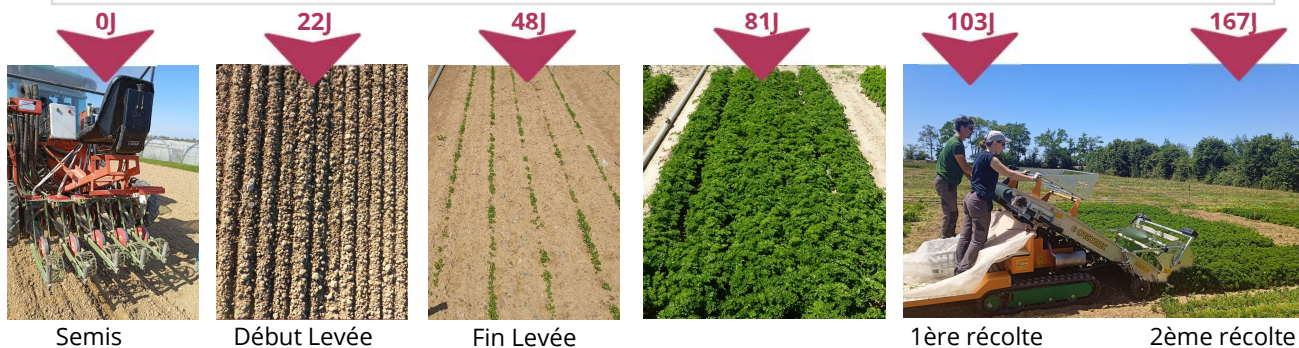 0J 22J 48J 81J 103J 167J
Semis Début Levée Fin Levée 1ère récolte 2ème récolte